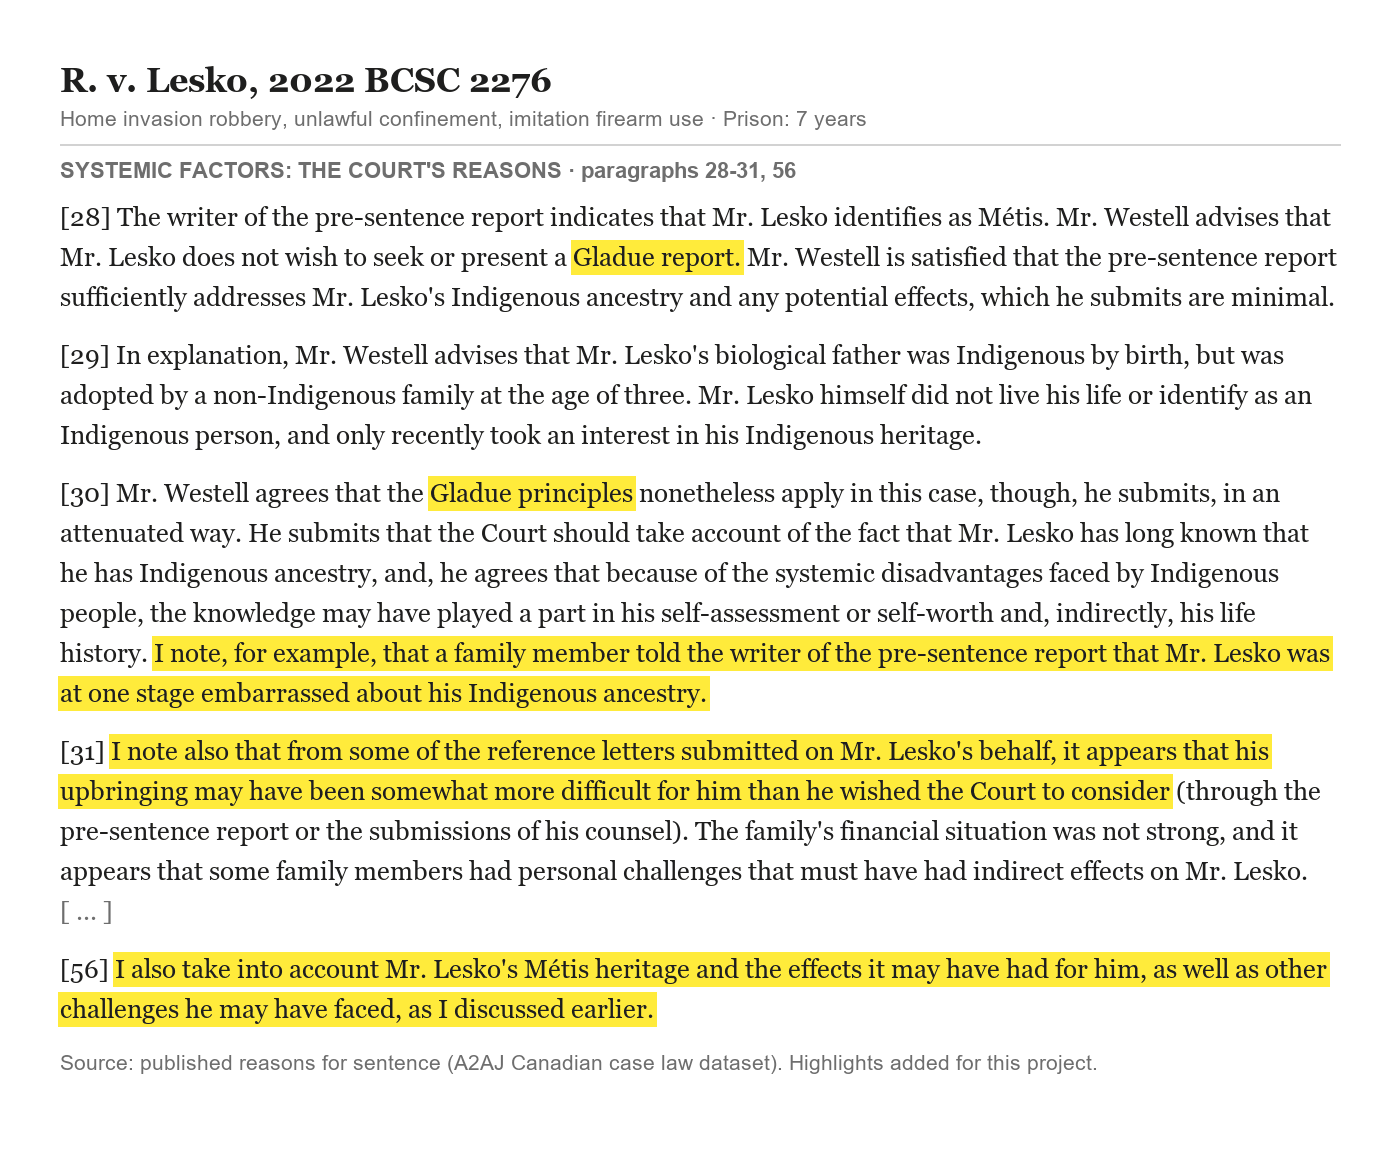 R. v. Lesko, 2022 BCSC 2276
Home invasion robbery, unlawful confinement, imitation firearm use · Prison: 7 years
SYSTEMIC FACTORS: THE COURT'S REASONS · paragraphs 28-31, 56
[28] The writer of the pre-sentence report indicates that Mr. Lesko identifies as Métis. Mr. Westell advises that
Mr. Lesko does not wish to seek or present a Gladue report. Mr. Westell is satisfied that the pre-sentence report
sufficiently addresses Mr. Lesko's Indigenous ancestry and any potential effects, which he submits are minimal.
[29] In explanation, Mr. Westell advises that Mr. Lesko's biological father was Indigenous by birth, but was
adopted by a non-Indigenous family at the age of three. Mr. Lesko himself did not live his life or identify as an
Indigenous person, and only recently took an interest in his Indigenous heritage.
[30] Mr. Westell agrees that the Gladue principles nonetheless apply in this case, though, he submits, in an
attenuated way. He submits that the Court should take account of the fact that Mr. Lesko has long known that
he has Indigenous ancestry, and, he agrees that because of the systemic disadvantages faced by Indigenous
people, the knowledge may have played a part in his self-assessment or self-worth and, indirectly, his life
history. I note, for example, that a family member told the writer of the pre-sentence report that Mr. Lesko was
at one stage embarrassed about his Indigenous ancestry.
[31] I note also that from some of the reference letters submitted on Mr. Lesko's behalf, it appears that his
upbringing may have been somewhat more difficult for him than he wished the Court to consider (through the
pre-sentence report or the submissions of his counsel). The family's financial situation was not strong, and it
appears that some family members had personal challenges that must have had indirect effects on Mr. Lesko.
[ ... ]
[56] I also take into account Mr. Lesko's Métis heritage and the effects it may have had for him, as well as other
challenges he may have faced, as I discussed earlier.
Source: published reasons for sentence (A2AJ Canadian case law dataset). Highlights added for this project.